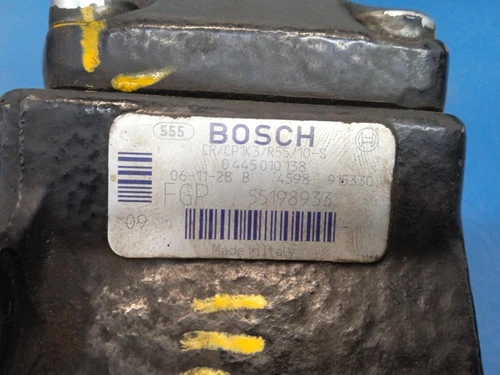 555 BOSCH
CR/CP1K3/R55/10-S
0 445 010 138
06-11-28 B 4598 915330
FGP 55198933
09
Made in Italy